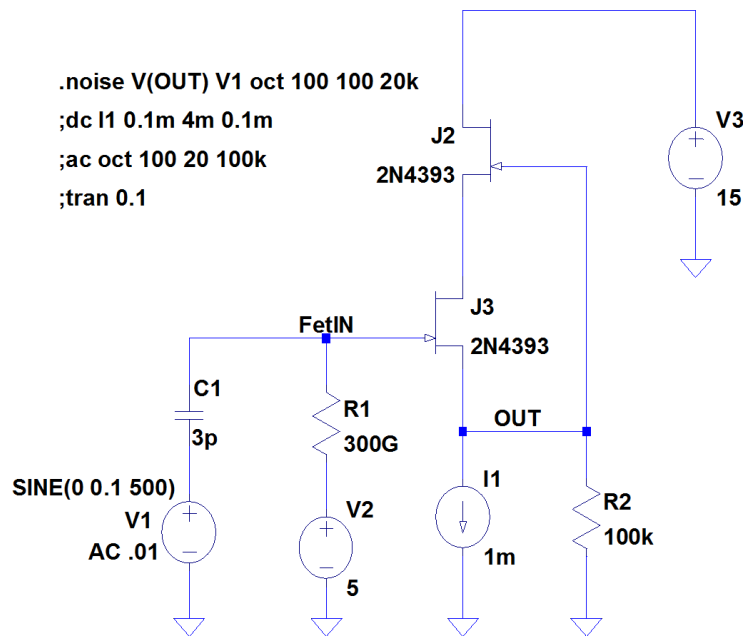 .noise V(OUT) V1 oct 100 100 20k
;dc I1 0.1m 4m 0.1m
;ac oct 100 20 100k
;tran 0.1
J2
2N4393
V3
15
J3
2N4393
FetIN
C1
3p
R1
300G
OUT
SINE(0 0.1 500)
V1
AC .01
V2
5
I1
1m
R2
100k